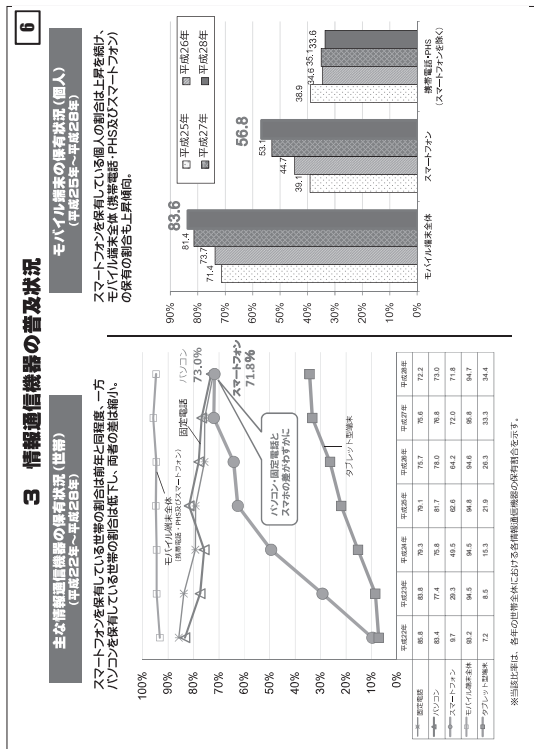 6
3 情報通信機器の普及状況
主な情報通信機器の保有状況(世帯)
(平成22年～平成28年)
スマートフォンを保有している世帯の割合は前年と同程度、一方
パソコンを保有している世帯の割合は低下し、両者の差は縮小。
100%
90%
80%
70%
60%
50%
40%
30%
20%
10%
0%
モバイル端末全体
(携帯電話・PHS及びスマートフォン)
固定電話
パソコン
73.0%
スマートフォン
71.8%
パソコン・固定電話と
スマホの差がわずかに
タブレット型端末
平成22年 平成23年 平成24年 平成25年 平成26年 平成27年 平成28年
固定電話 85.8 83.8 79.3 79.1 75.7 75.6 72.2
パソコン 83.4 77.4 75.8 81.7 78.0 76.8 73.0
スマートフォン 9.7 29.3 49.5 62.6 64.2 72.0 71.8
モバイル端末全体 93.2 94.5 94.5 94.8 94.6 95.8 94.7
タブレット型端末 7.2 8.5 15.3 21.9 26.3 33.3 34.4
※当該比率は、各年の世帯全体における各情報通信機器の保有割合を示す。
モバイル端末の保有状況(個人)
(平成25年～平成28年)
スマートフォンを保有している個人の割合は上昇を続け、
モバイル端末全体(携帯電話・PHS及びスマートフォン)
の保有の割合も上昇傾向。
90%
80%
70%
60%
50%
40%
30%
20%
10%
0%
平成25年 平成26年
平成27年 平成28年
71.4
73.7
81.4
83.6
39.1
44.7
53.1
56.8
38.9
34.6
35.1
33.6
モバイル端末全体
スマートフォン
携帯電話・PHS
(スマートフォンを除く)